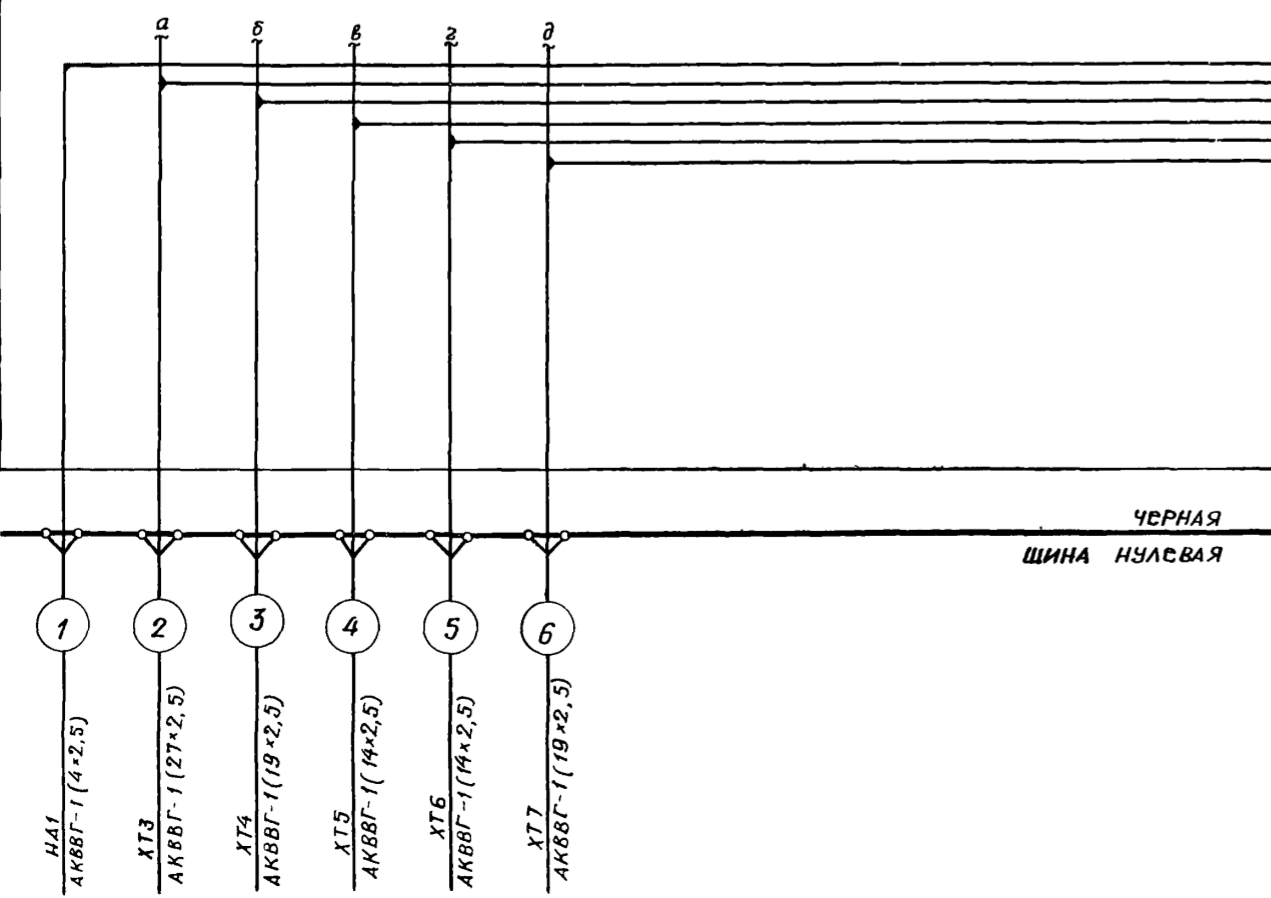 а
б
в
г
д
ЧЕРНАЯ
ШИНА НУЛЕВАЯ
1
2
3
4
5
6
НА1
АКВВГ-1(4×2,5)
ХТ3
АКВВГ-1(27×2,5)
ХТ4
АКВВГ-1(19×2,5)
ХТ5
АКВВГ-1(14×2,5)
ХТ6
АКВВГ-1(14×2,5)
ХТ7
АКВВГ-1(19×2,5)